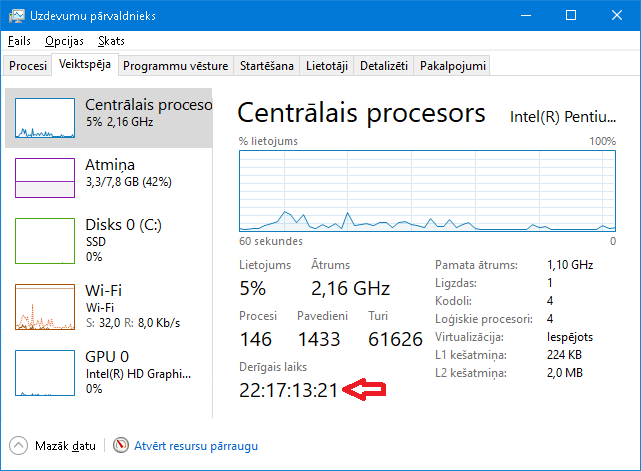 Uzdevumu pārvaldnieks
Fails Opcijas Skats
Procesi Veiktspēja Programmu vēsture Startēšana Lietotāji Detalizēti Pakalpojumi
Centrālais proceso
5% 2,16 GHz
Atmiņa
3,3/7,8 GB (42%)
Disks 0 (C:)
SSD
0%
Wi-Fi
Wi-Fi
S: 32,0 R: 8,0 Kb/s
GPU 0
Intel(R) HD Graphi...
0%
Centrālais procesors Intel(R) Pentiu...
% lietojums 100%
60 sekundes 0
Lietojums Ātrums
5% 2,16 GHz
Procesi Pavedieni Turi
146 1433 61626
Derīgais laiks
22:17:13:21
Pamata ātrums: 1,10 GHz
Ligzdas: 1
Kodoli: 4
Loģiskie procesori: 4
Virtualizācija: Iespējots
L1 kešatmiņa: 224 KB
L2 kešatmiņa: 2,0 MB
Mazāk datu Atvērt resursu pārraugu